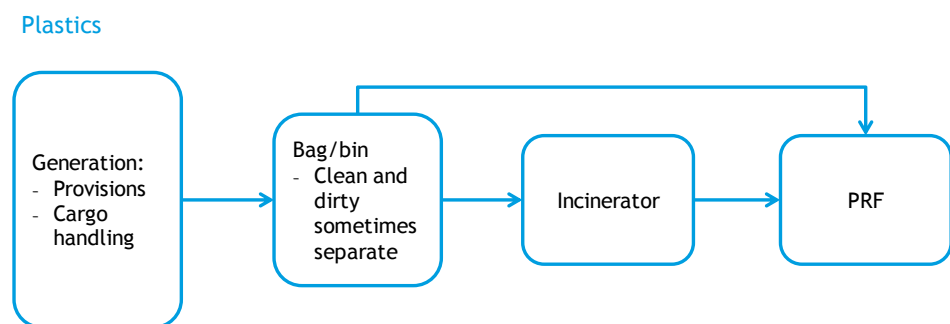 Plastics
Generation:
- Provisions
- Cargo
handling
Bag/bin
- Clean and
dirty
sometimes
separate
Incinerator
PRF